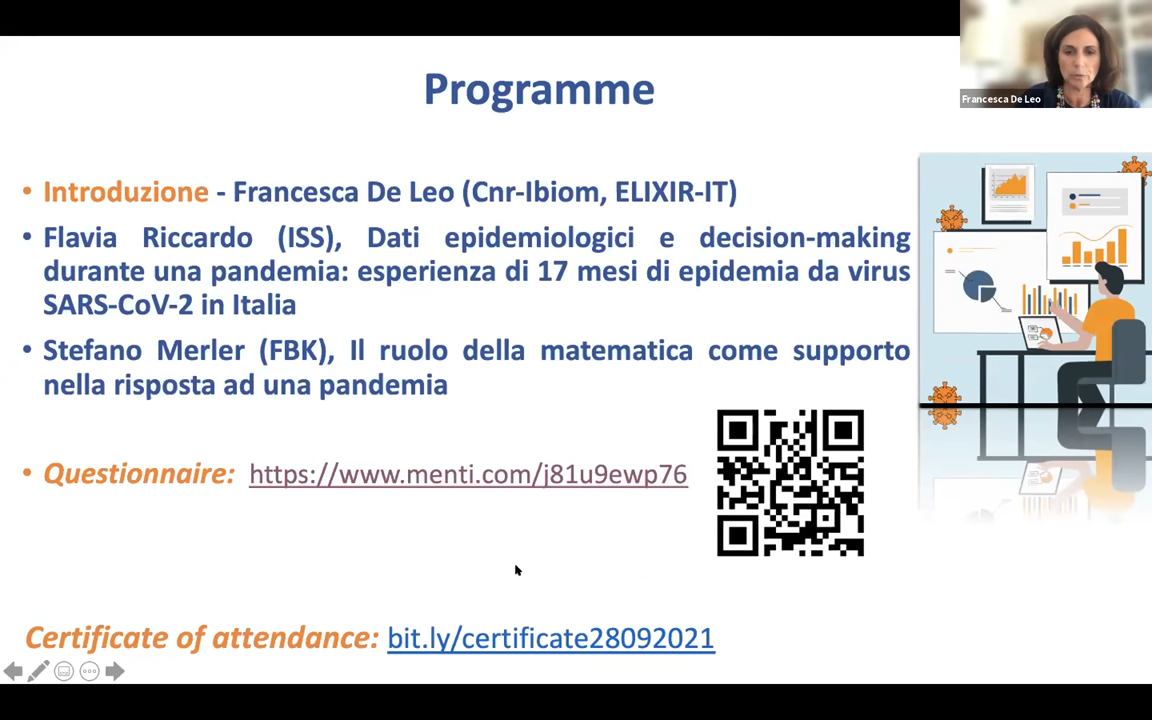 Programme
Francesca De Leo
• Introduzione - Francesca De Leo (Cnr-Ibiom, ELIXIR-IT)
• Flavia Riccardo (ISS), Dati epidemiologici e decision-making
durante una pandemia: esperienza di 17 mesi di epidemia da virus
SARS-CoV-2 in Italia
• Stefano Merler (FBK), Il ruolo della matematica come supporto
nella risposta ad una pandemia
• Questionnaire: https://www.menti.com/j81u9ewp76
Certificate of attendance: bit.ly/certificate28092021